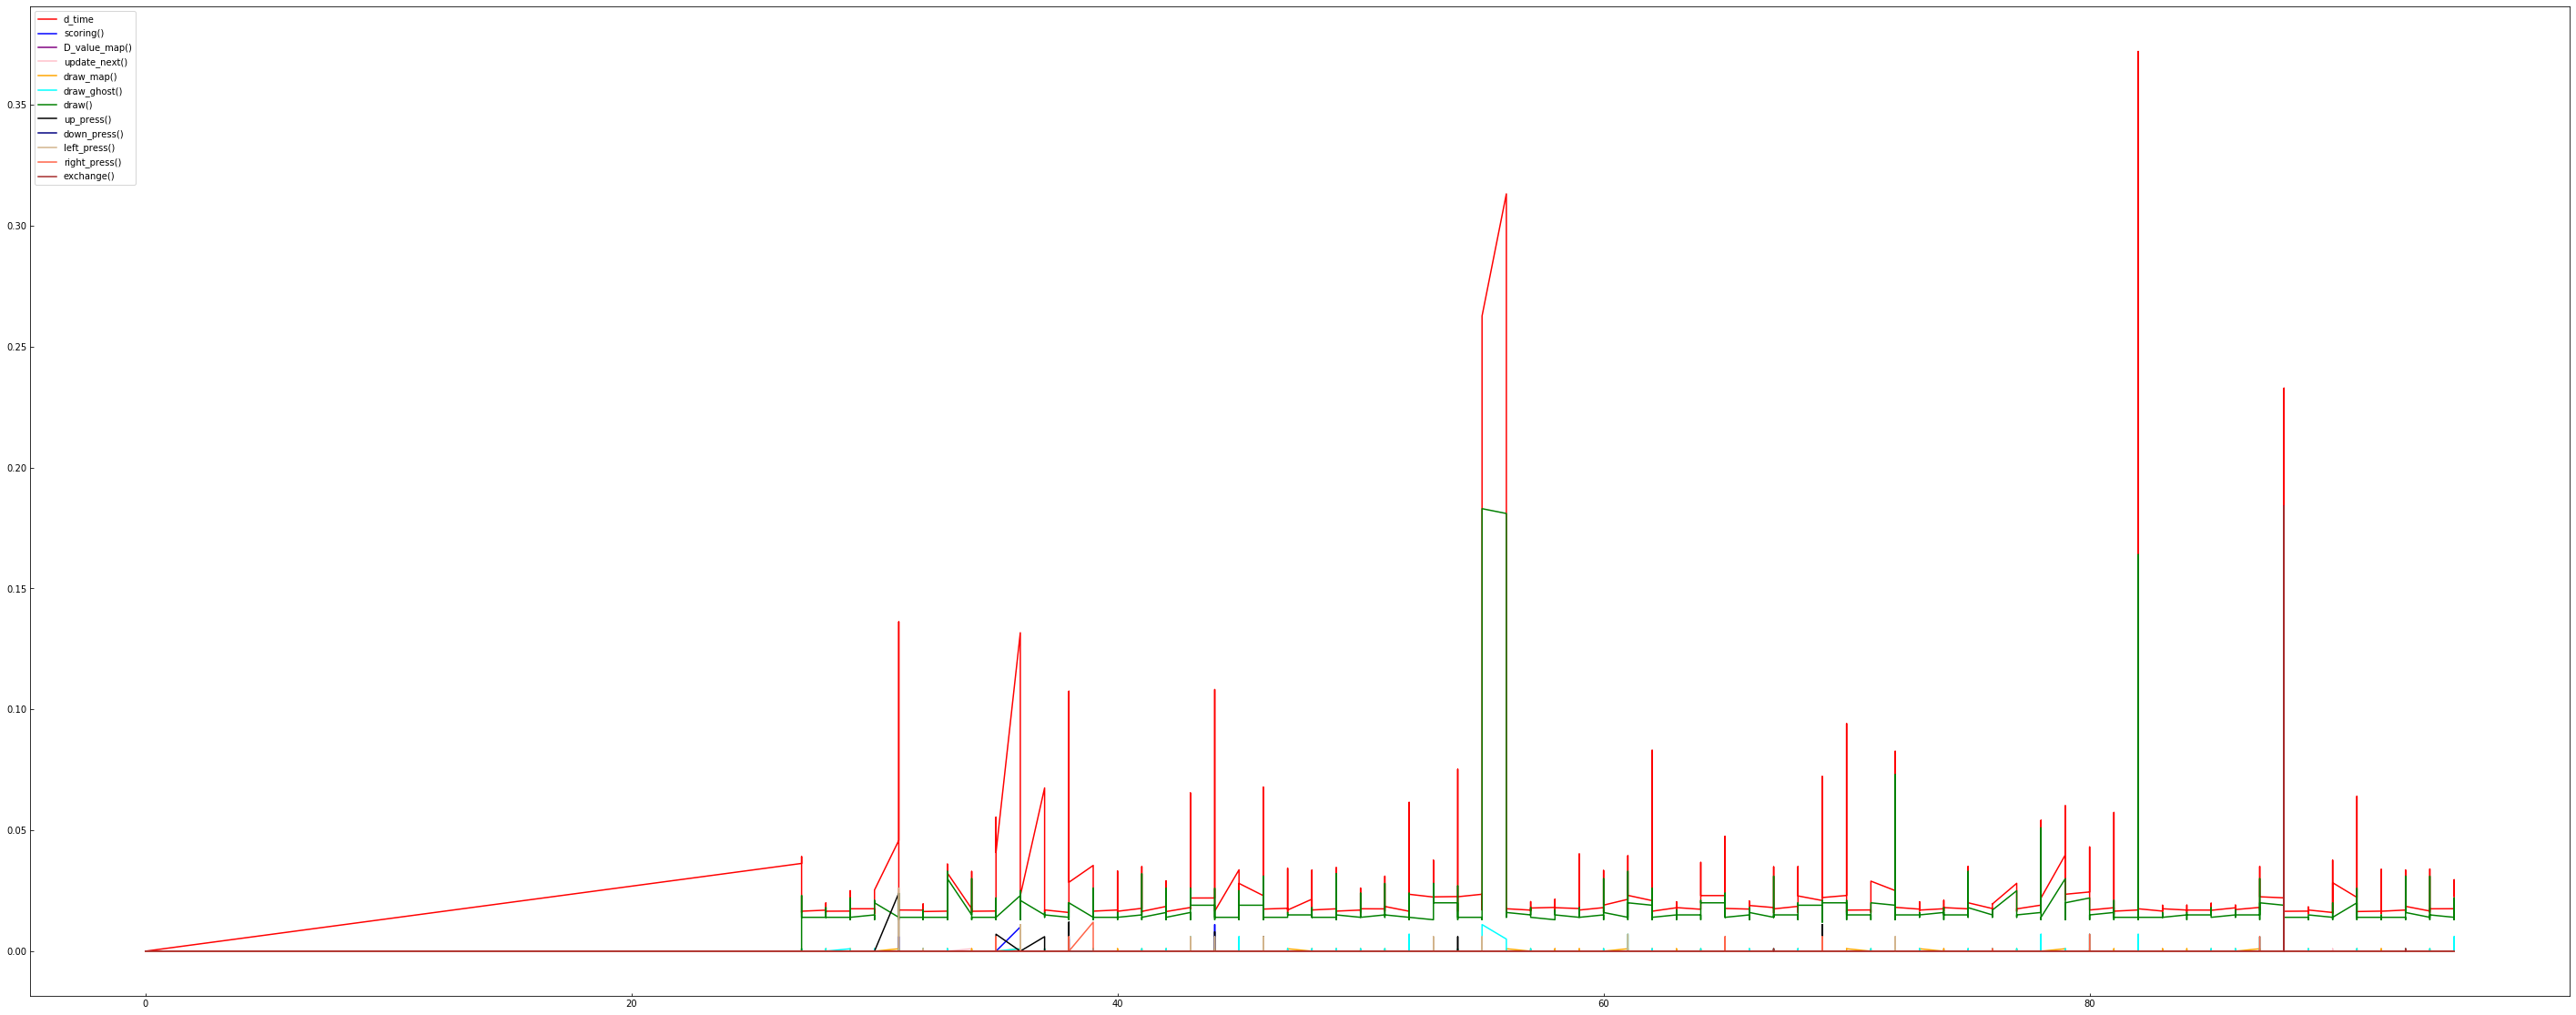 d_time
scoring()
D_value_map()
update_next()
draw_map()
draw_ghost()
draw()
up_press()
down_press()
left_press()
right_press()
exchange()
0.35
0.30
0.25
0.20
0.15
0.10
0.05
0.00
0 20 40 60 80